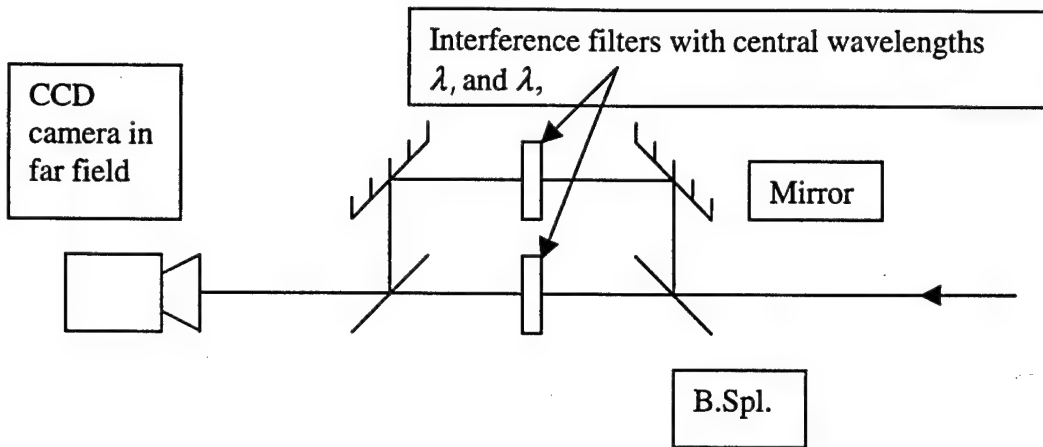 Interference filters with central wavelengths
λ, and λ,
CCD
camera in
far field
Mirror
B.Spl.